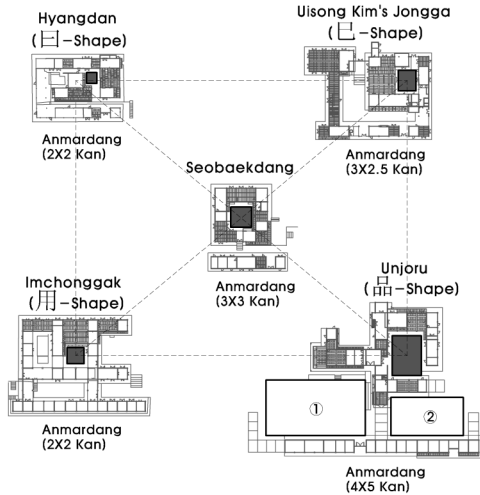 Hyangdan
(日-Shape)
Uisong Kim's Jongga
(巳-Shape)
Anmardang
(2X2 Kan)
Anmardang
(3X2.5 Kan)
Seobaekdang
Anmardang
(3X3 Kan)
Imchonggak
(用-Shape)
Unjoru
(品-Shape)
①
②
Anmardang
(2X2 Kan)
Anmardang
(4X5 Kan)